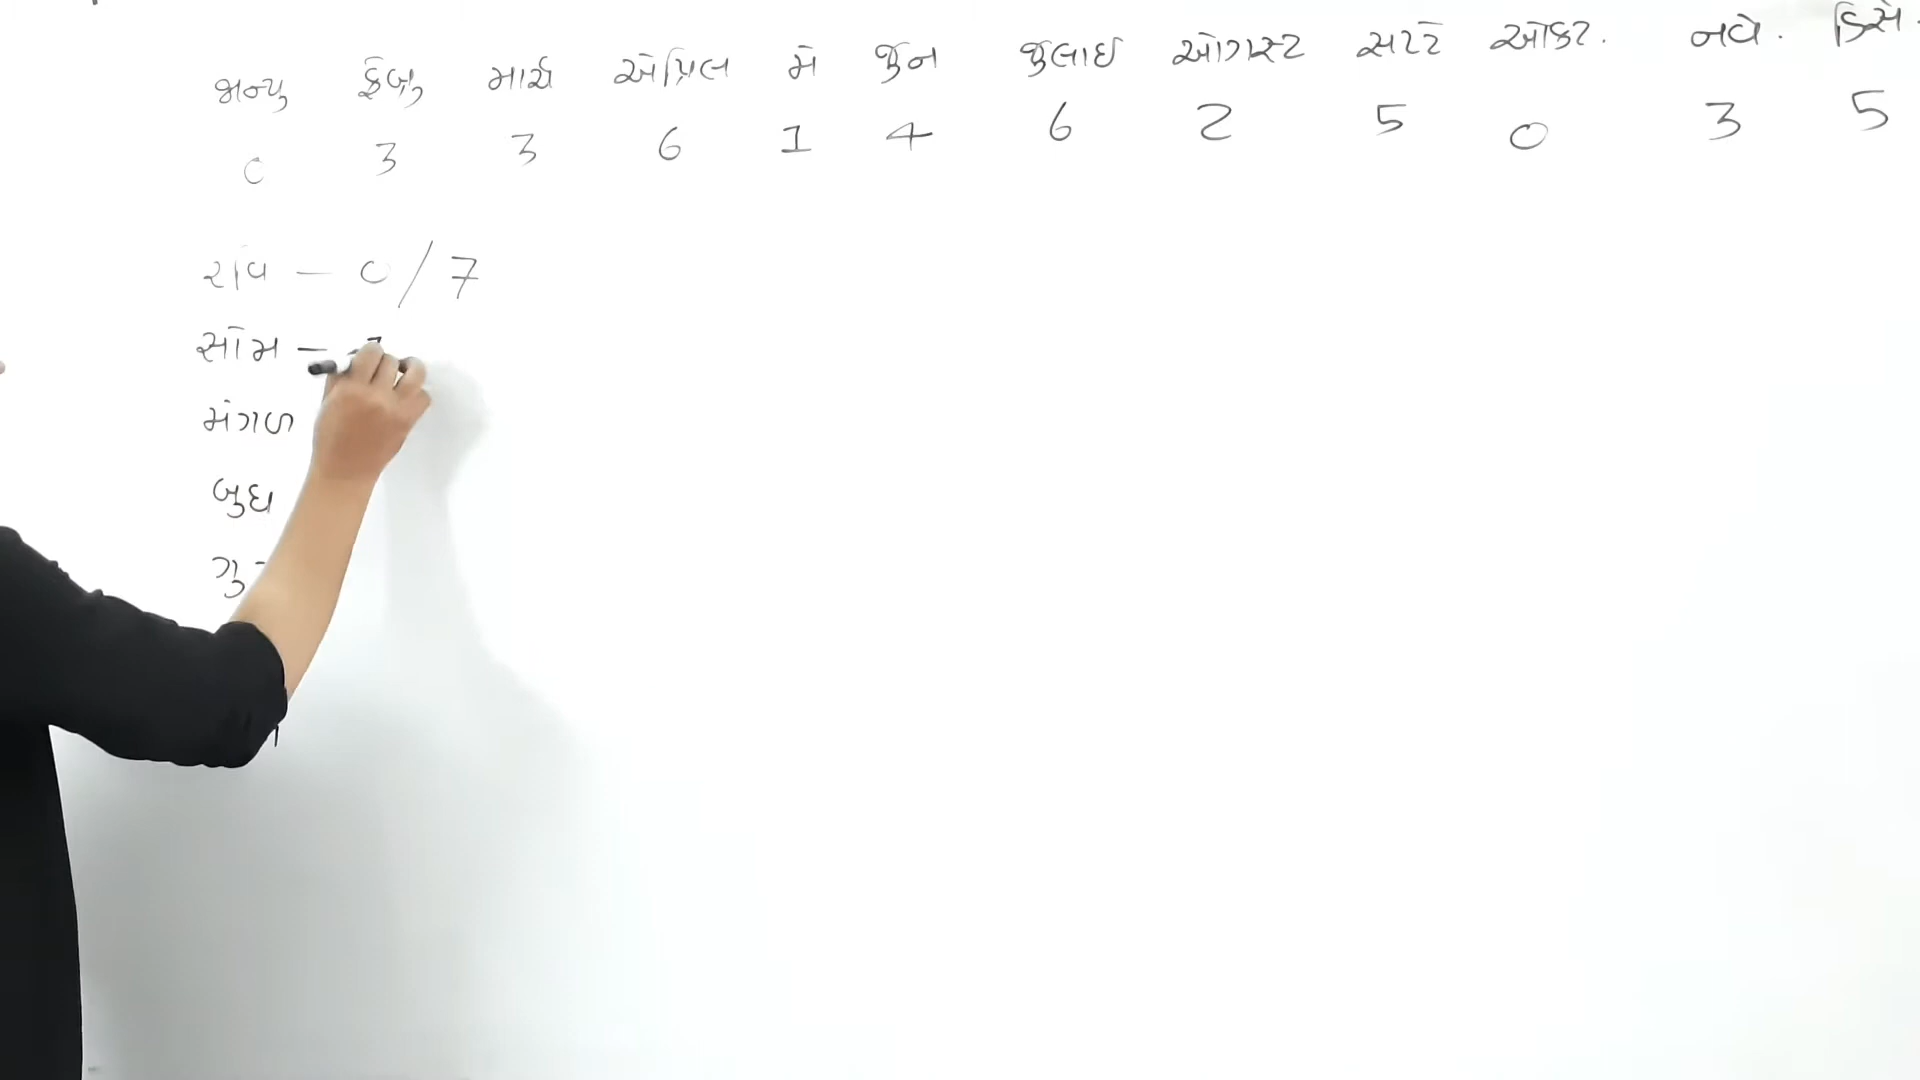 જાન્યુ ફેબ્રુ માર્ચ એપ્રિલ મે જુન જુલાઈ ઓગસ્ટ સપ્ટે ઓકટ. નવે. ડિસે.
0 3 3 6 1 4 6 2 5 0 3 5
રવિ – 0/7
સોમ –
મંગળ
બુધ
ગુ